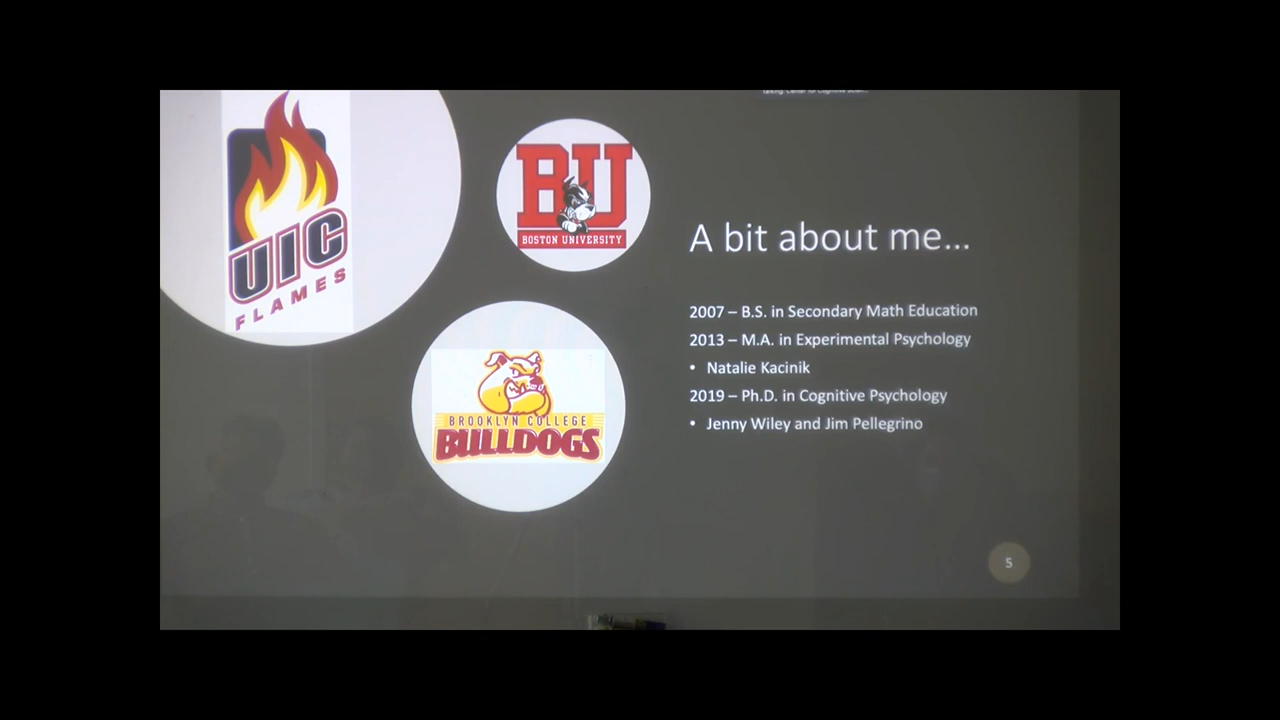 UIC
FLAMES
BU
BOSTON UNIVERSITY
BROOKLYN COLLEGE
BULLDOGS
A bit about me...
2007 – B.S. in Secondary Math Education
2013 – M.A. in Experimental Psychology
• Natalie Kacinik
2019 – Ph.D. in Cognitive Psychology
• Jenny Wiley and Jim Pellegrino
5